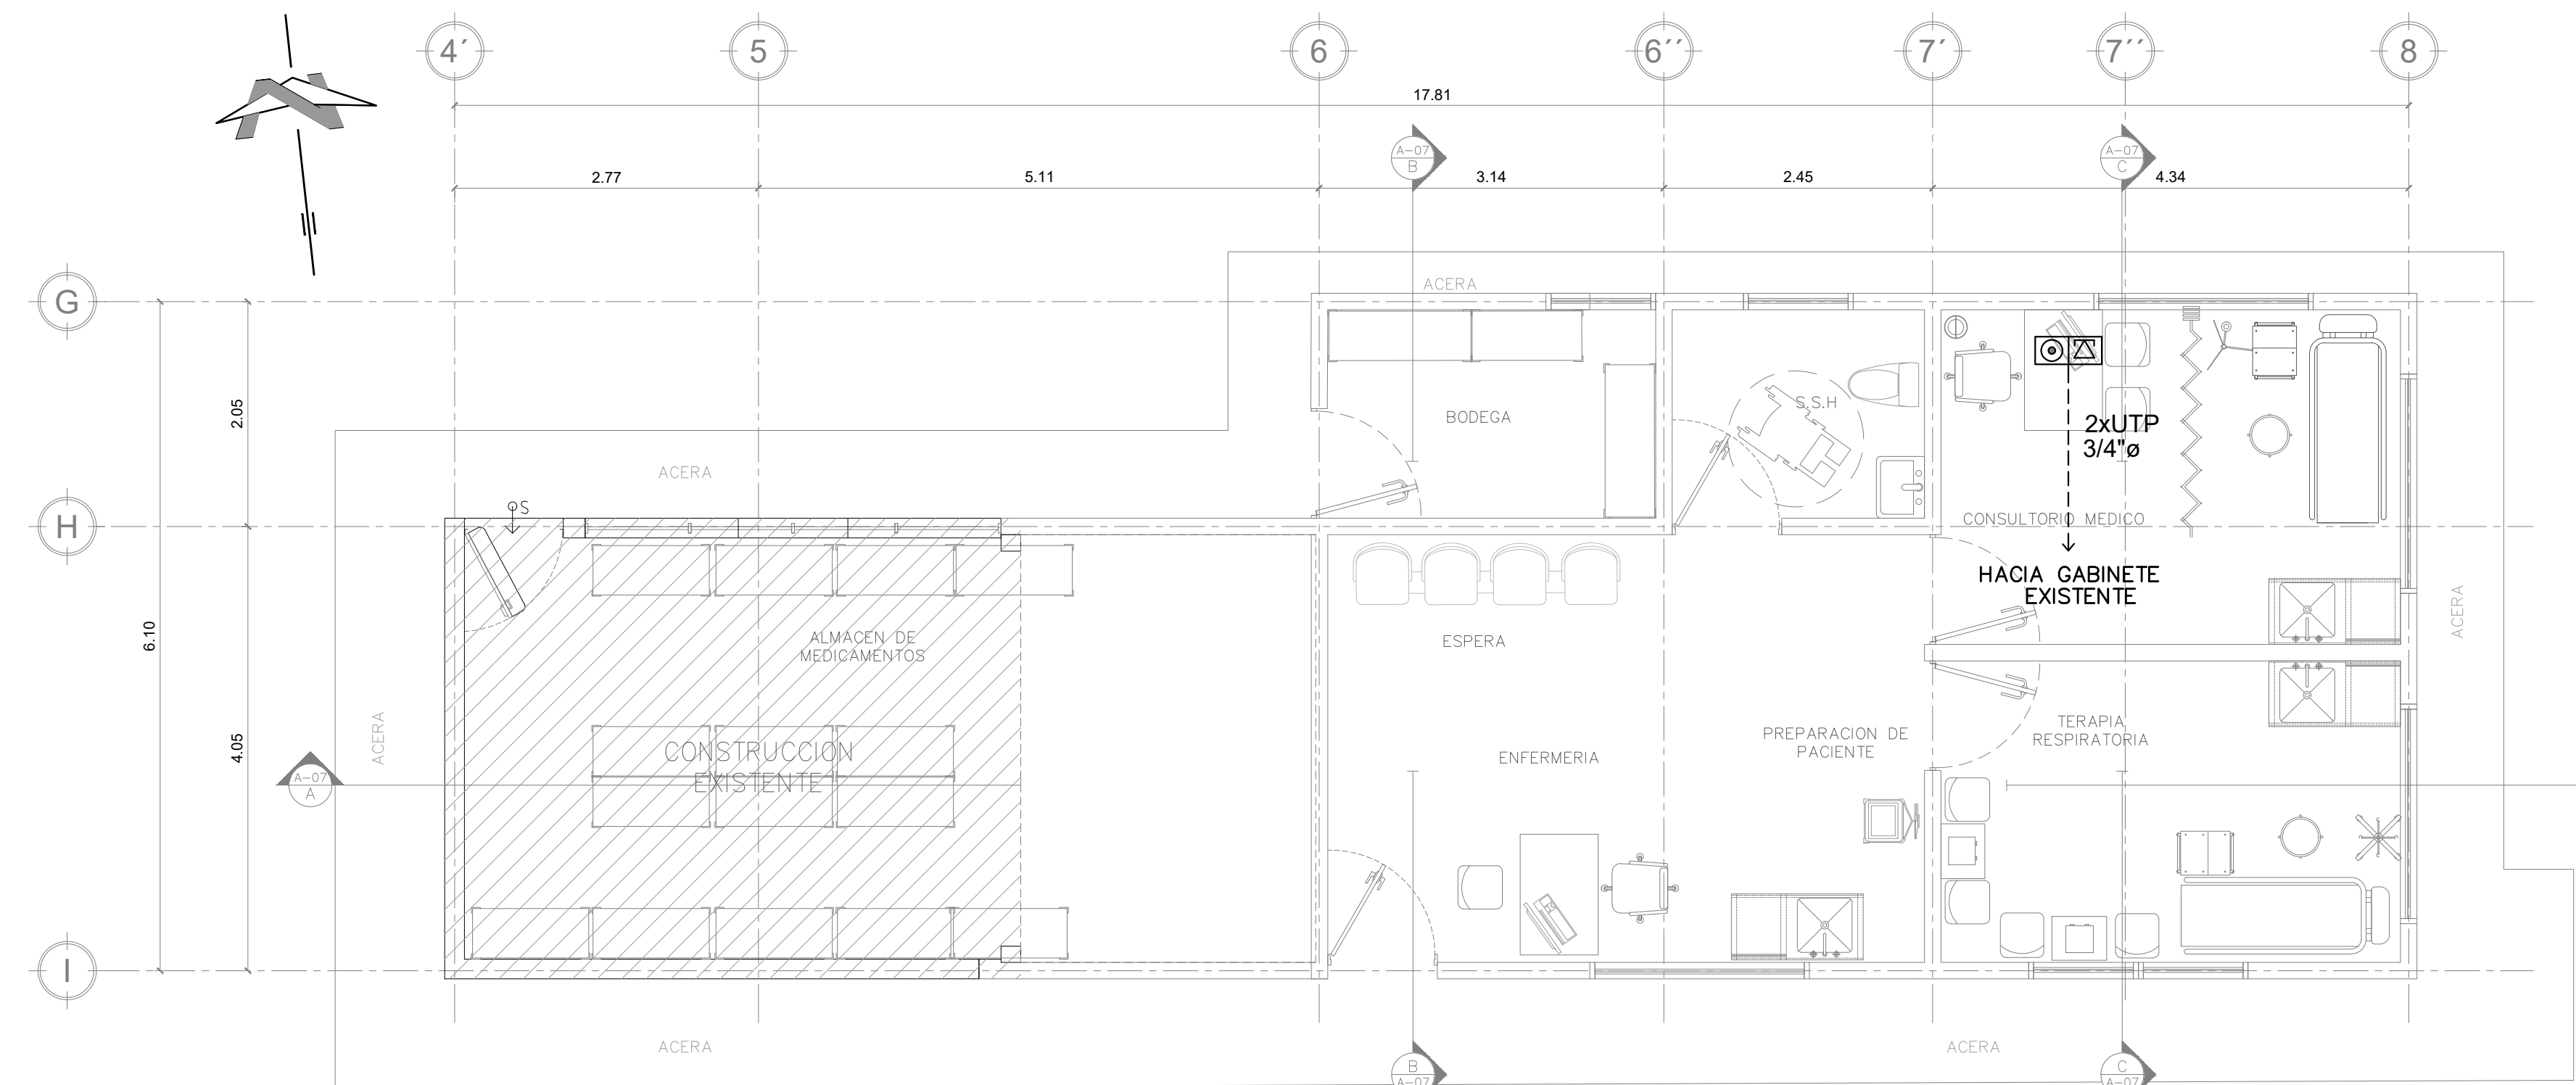 4´ 5 6 6´´ 7´ 7´´ 8
17.81
A-07
B
A-07
C
2.77 5.11 3.14 2.45 4.34
G
ACERA
2.05
BODEGA
S.S.H
2xUTP
3/4"ø
ACERA
S
H
CONSULTORIO MEDICO
HACIA GABINETE
EXISTENTE
ACERA
6.10
ALMACEN DE
MEDICAMENTOS
ESPERA
ACERA
4.05
CONSTRUCCION
EXISTENTE
ENFERMERIA
PREPARACION DE
PACIENTE
TERAPIA
RESPIRATORIA
A-07
A
I
ACERA
ACERA
B
A-07
C
A-07